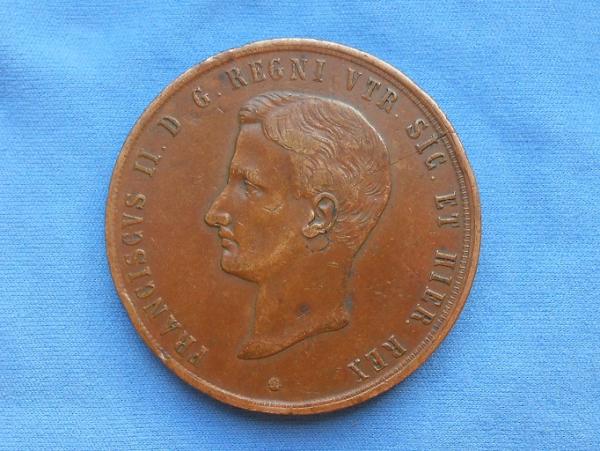 FRANCISCVS II. D G. REGNI VTR. SIC. ET HIER. REX